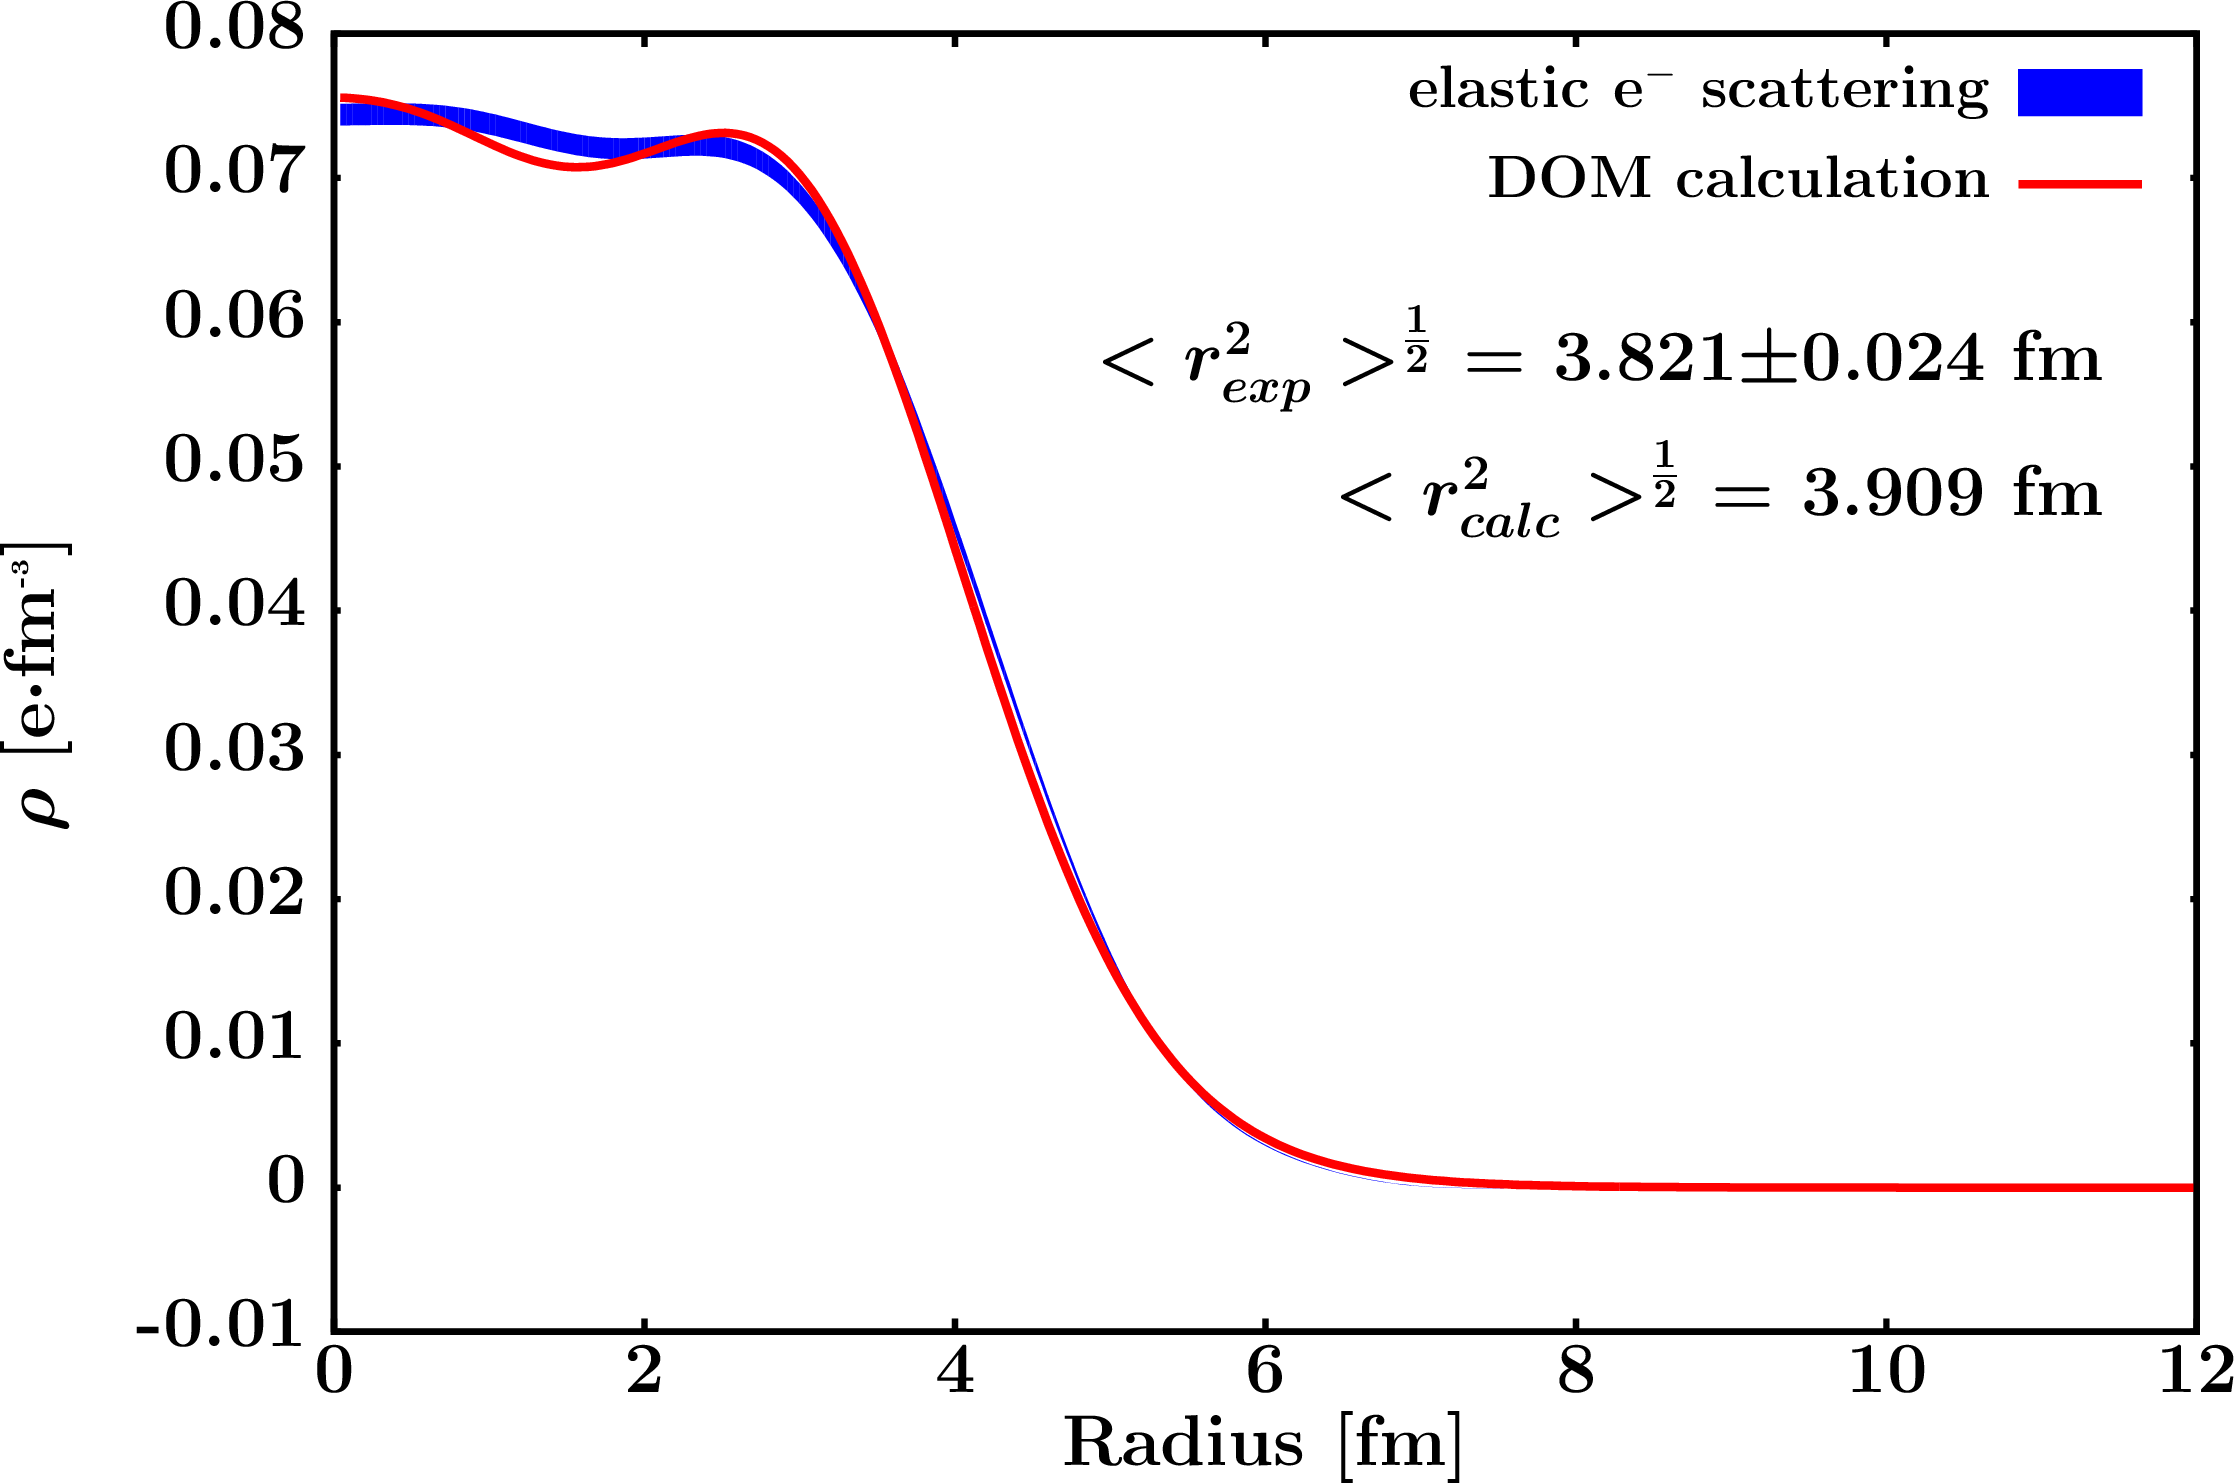 0.08
0.07
0.06
0.05
0.04
0.03
0.02
0.01
0
-0.01
ρ [e·fm⁻³]
elastic e⁻ scattering
DOM calculation
< r²ₑₓₚ >^½ = 3.821±0.024 fm
< r²_calc >^½ = 3.909 fm
0 2 4 6 8 10 12
Radius [fm]